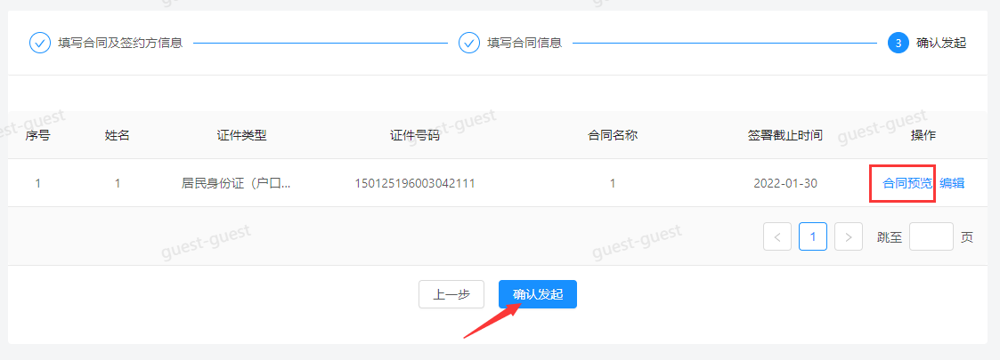 guest-guest guest-guest
填写合同及签约方信息 填写合同信息 3 确认发起
guest-guest guest-guest guest-guest
序号 姓名 证件类型 证件号码 合同名称 签署截止时间 操作
1 1 居民身份证（户口... 150125196003042111 1 2022-01-30 合同预览 编辑
guest-guest guest-guest
< 1 > 跳至 页
上一步 确认发起